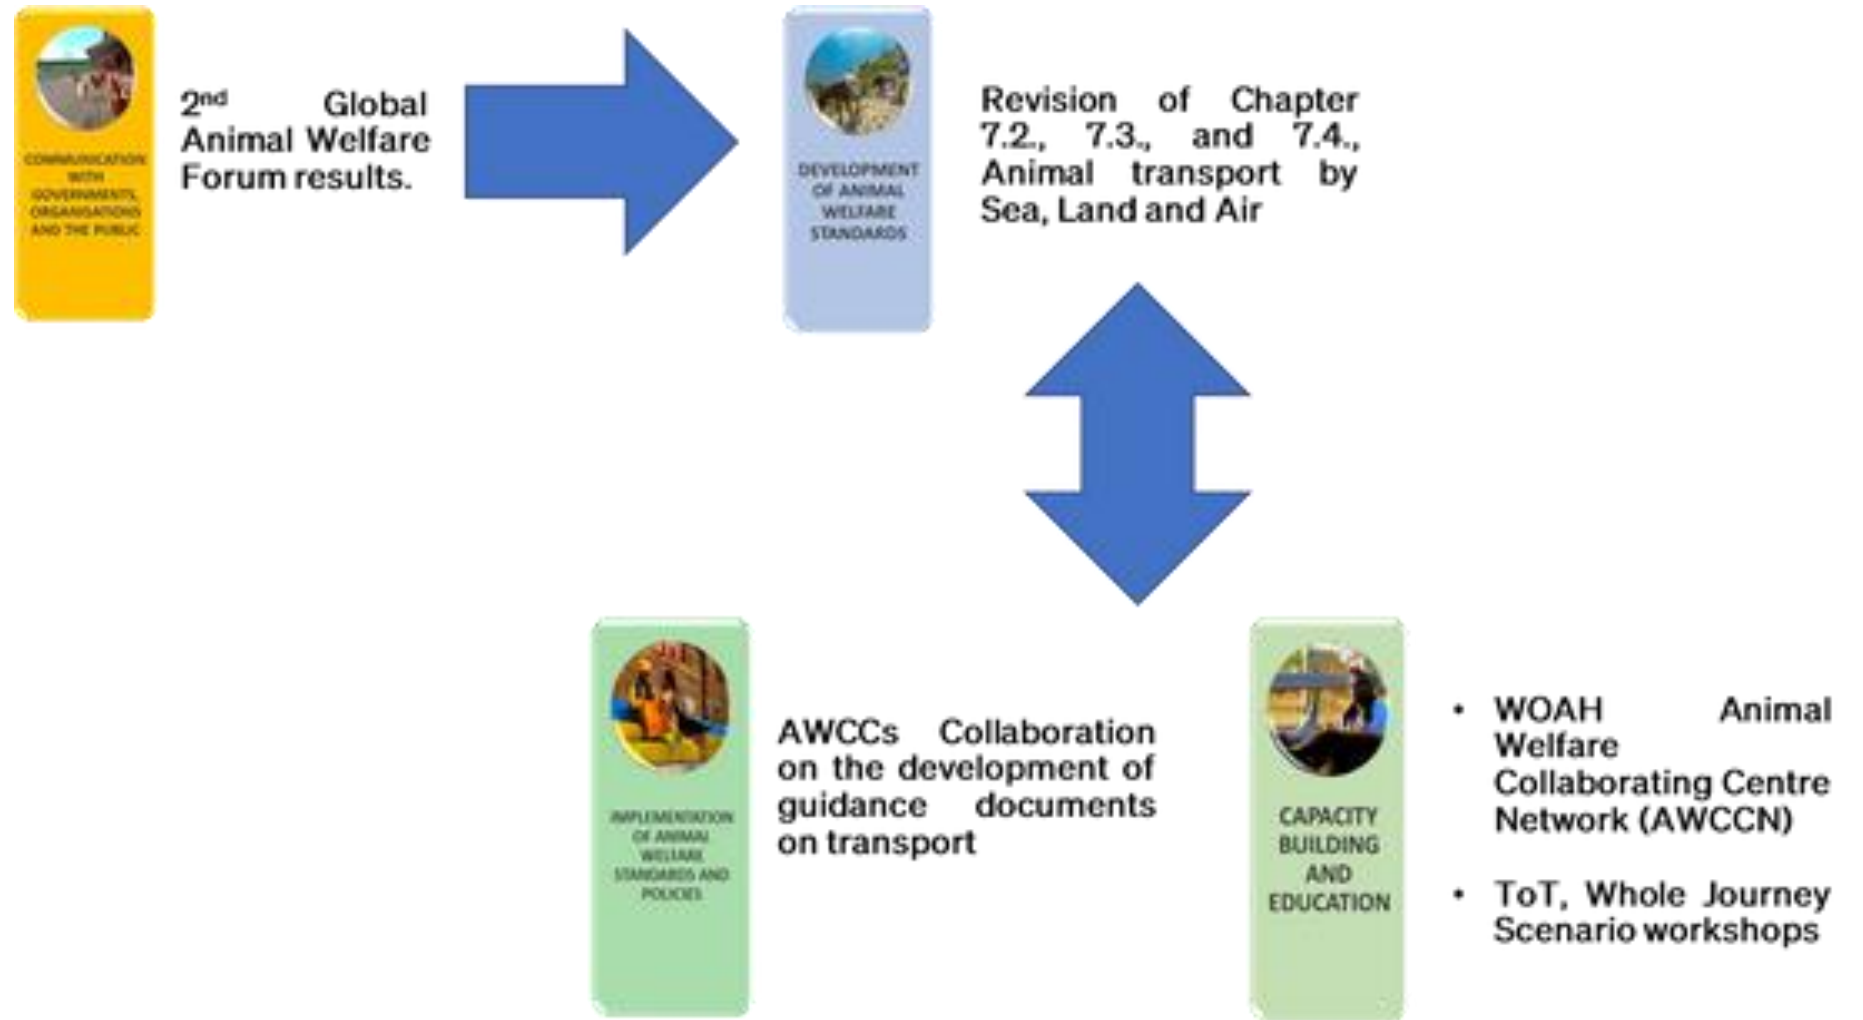 COMMUNICATION
WITH
GOVERNMENTS,
ORGANISATIONS
AND THE PUBLIC
2nd Global
Animal Welfare
Forum results.
DEVELOPMENT
OF ANIMAL
WELFARE
STANDARDS
Revision of Chapter
7.2., 7.3., and 7.4.,
Animal transport by
Sea, Land and Air
IMPLEMENTATION
OF ANIMAL
WELFARE
STANDARDS AND
POLICIES
AWCCs Collaboration
on the development of
guidance documents
on transport
CAPACITY
BUILDING
AND
EDUCATION
• WOAH Animal
Welfare
Collaborating Centre
Network (AWCCN)
• ToT, Whole Journey
Scenario workshops